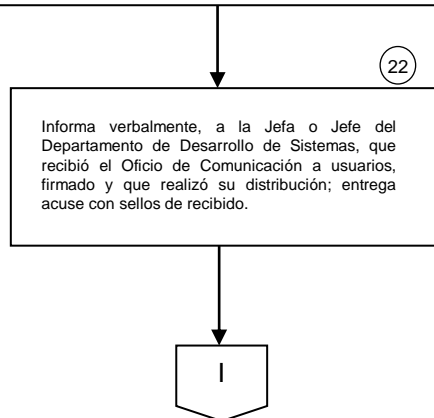 22
Informa verbalmente, a la Jefa o Jefe del
Departamento de Desarrollo de Sistemas, que
recibió el Oficio de Comunicación a usuarios,
firmado y que realizó su distribución; entrega
acuse con sellos de recibido.
I